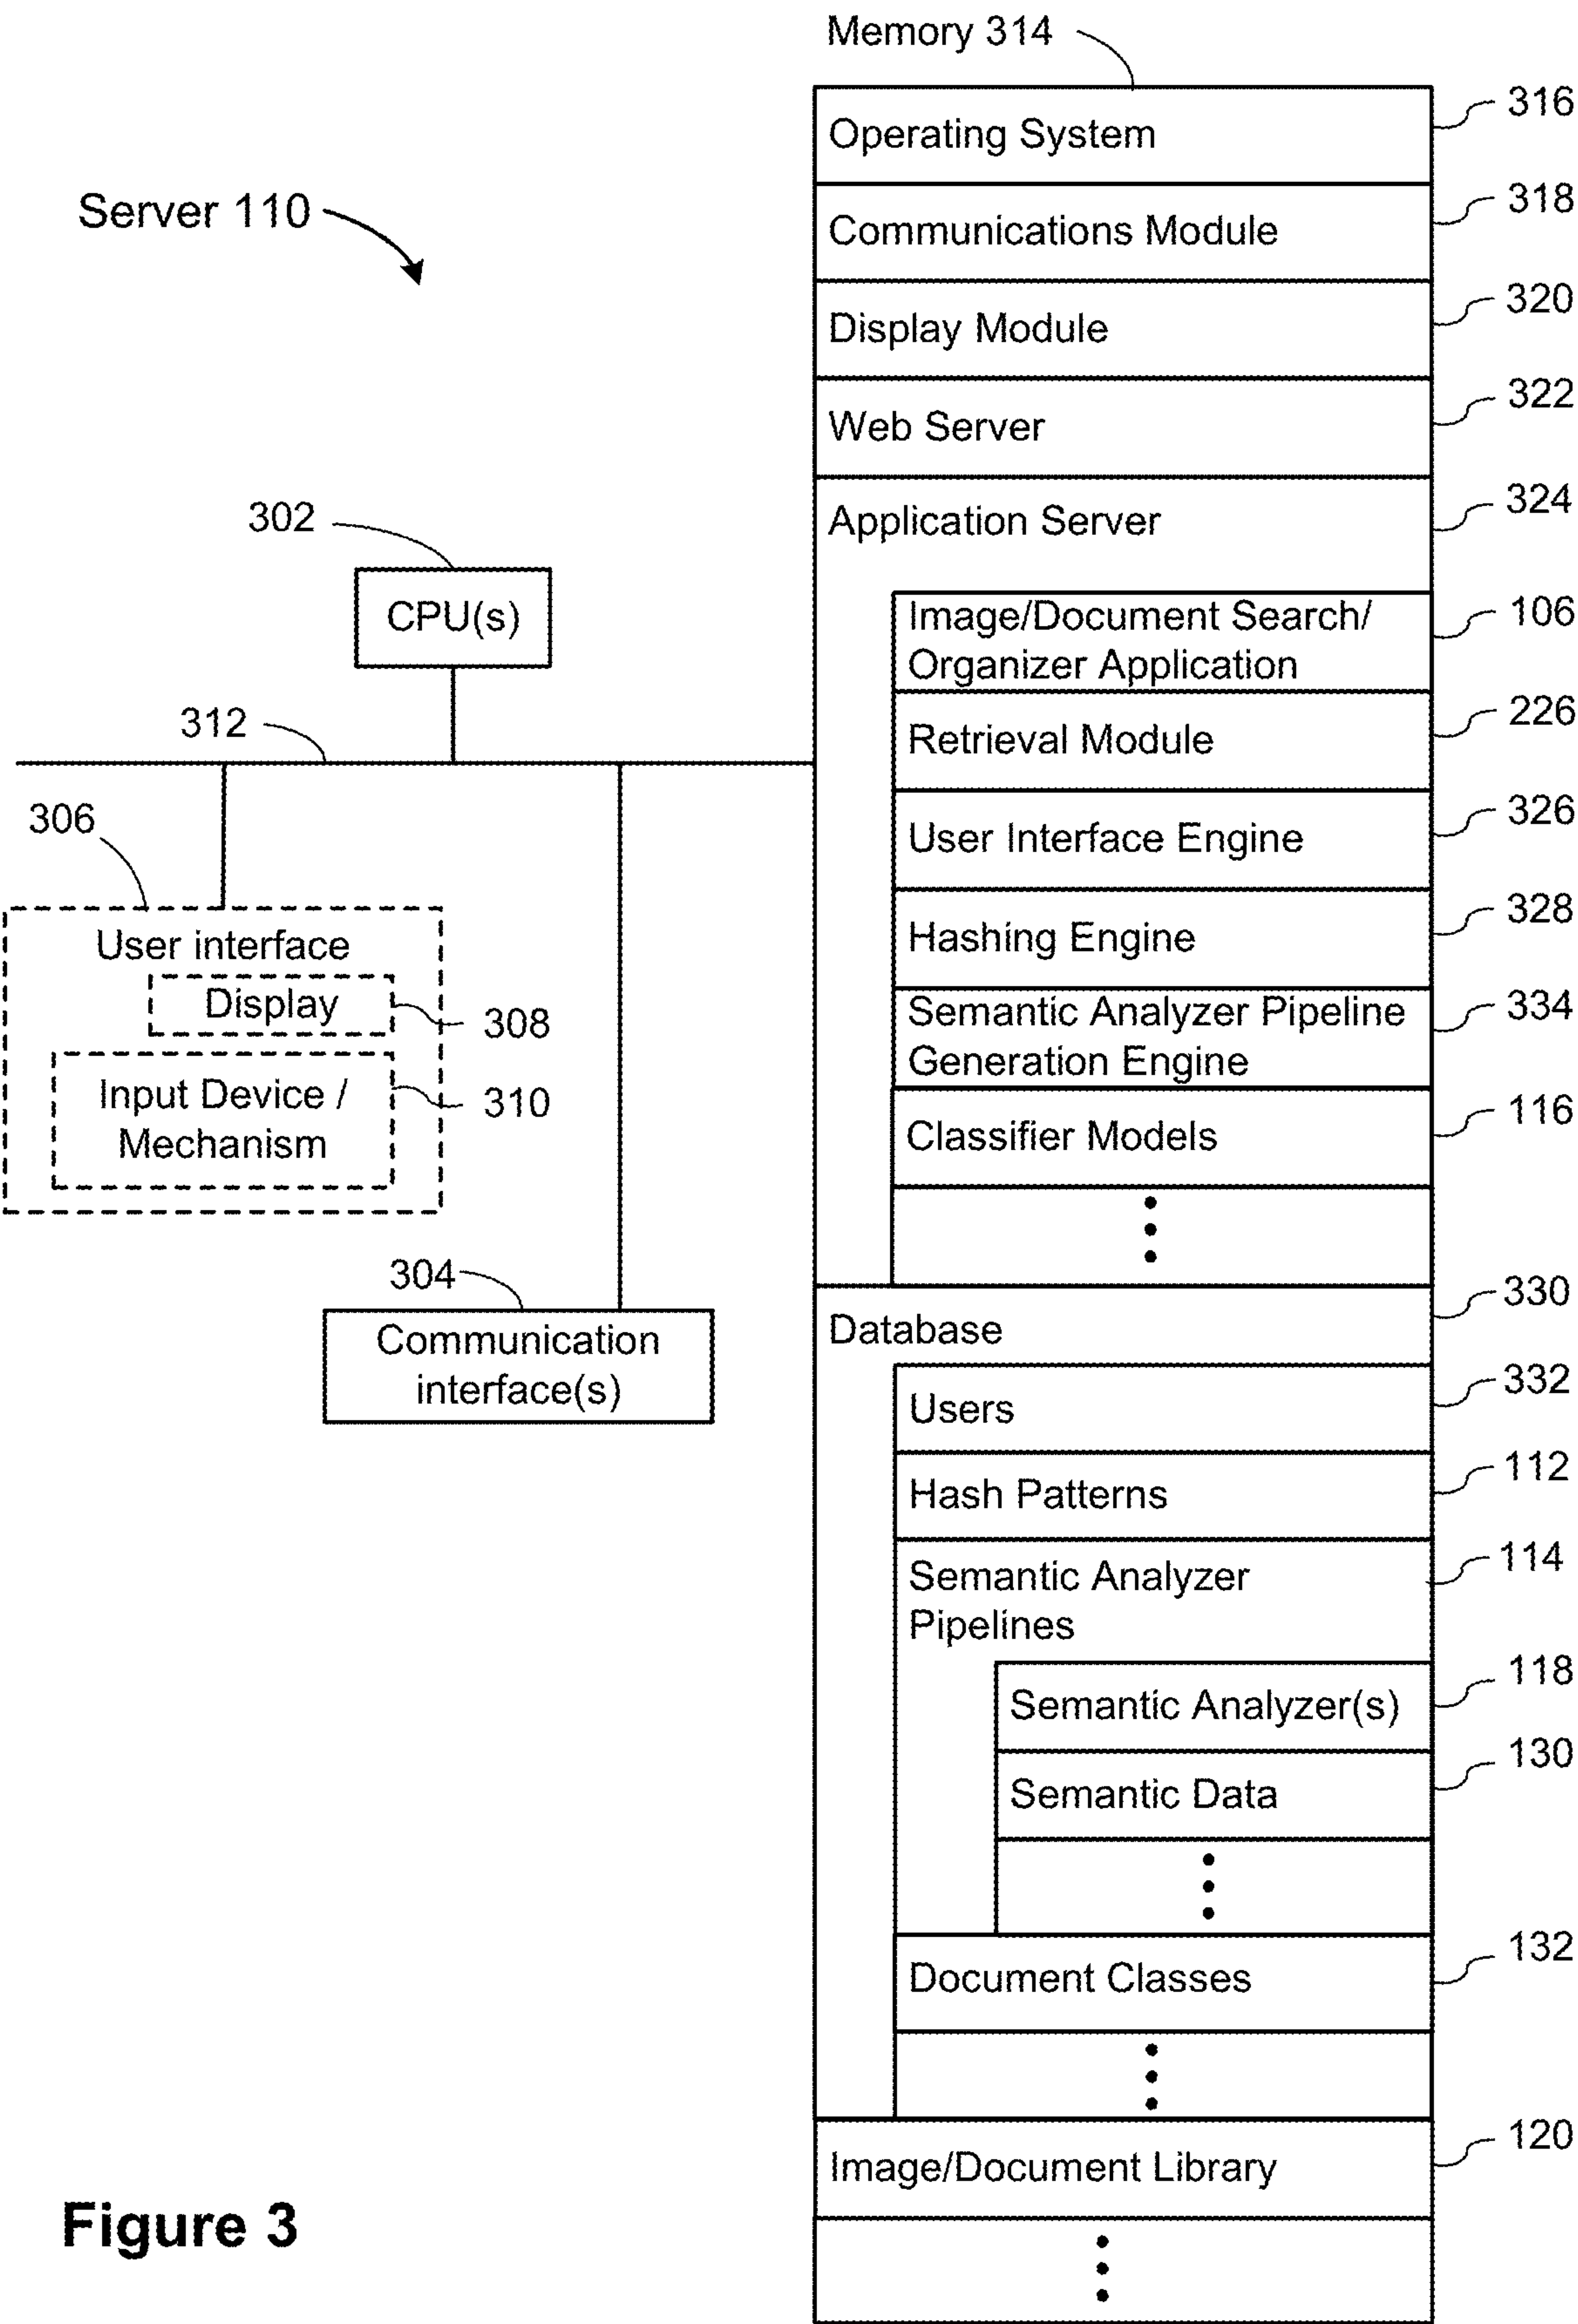 Memory 314
Operating System
316
Server 110
Communications Module
318
Display Module
320
Web Server
322
Application Server
324
302
CPU(s)
Image/Document Search/
Organizer Application
106
312
Retrieval Module
226
306
User Interface Engine
326
User interface
Hashing Engine
328
Display
308
Semantic Analyzer Pipeline
Generation Engine
334
Input Device /
Mechanism
310
Classifier Models
116
304
Communication
interface(s)
Database
330
Users
332
Hash Patterns
112
Semantic Analyzer
Pipelines
114
Semantic Analyzer(s)
118
Semantic Data
130
Document Classes
132
Image/Document Library
120
Figure 3